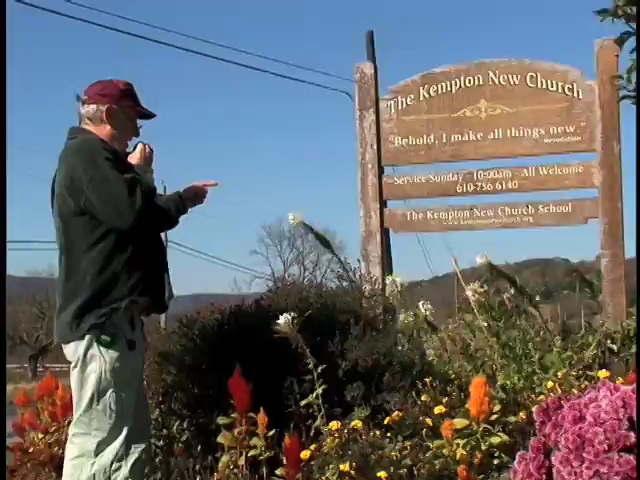 The Kempton New Church
"Behold, I make all things new."
Revelation
Service Sunday 10:00am - All Welcome
610-756 6140
The Kempton New Church School